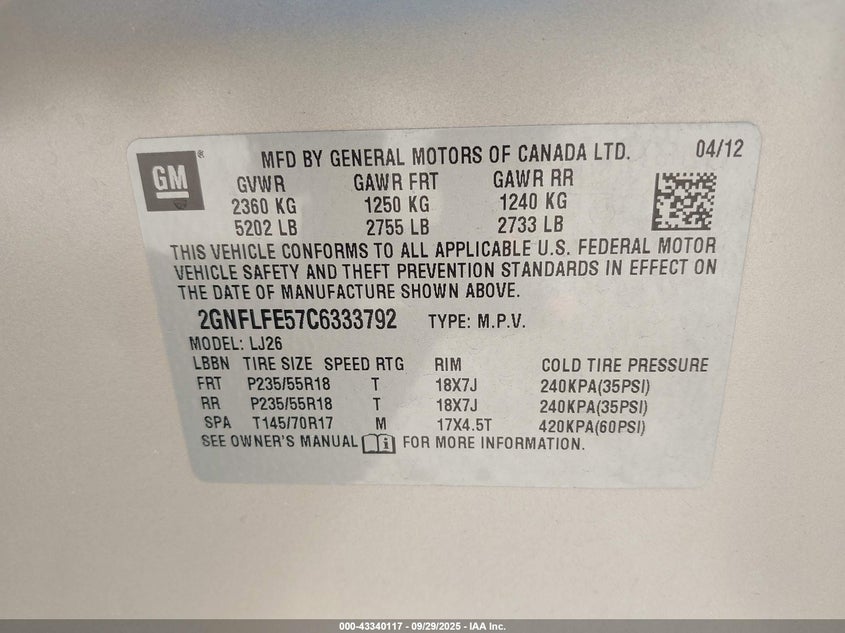 GM
®
MFD BY GENERAL MOTORS OF CANADA LTD. 04/12
GVWR GAWR FRT GAWR RR
2360 KG 1250 KG 1240 KG
5202 LB 2755 LB 2733 LB
THIS VEHICLE CONFORMS TO ALL APPLICABLE U.S. FEDERAL MOTOR
VEHICLE SAFETY AND THEFT PREVENTION STANDARDS IN EFFECT ON
THE DATE OF MANUFACTURE SHOWN ABOVE.
2GNFLFE57C6333792 TYPE: M.P.V.
MODEL: LJ26
LBBN TIRE SIZE SPEED RTG RIM COLD TIRE PRESSURE
FRT P235/55R18 T 18X7J 240KPA(35PSI)
RR P235/55R18 T 18X7J 240KPA(35PSI)
SPA T145/70R17 M 17X4.5T 420KPA(60PSI)
SEE OWNER'S MANUAL i FOR MORE INFORMATION.
000-43340117 - 09/29/2025 - IAA Inc.